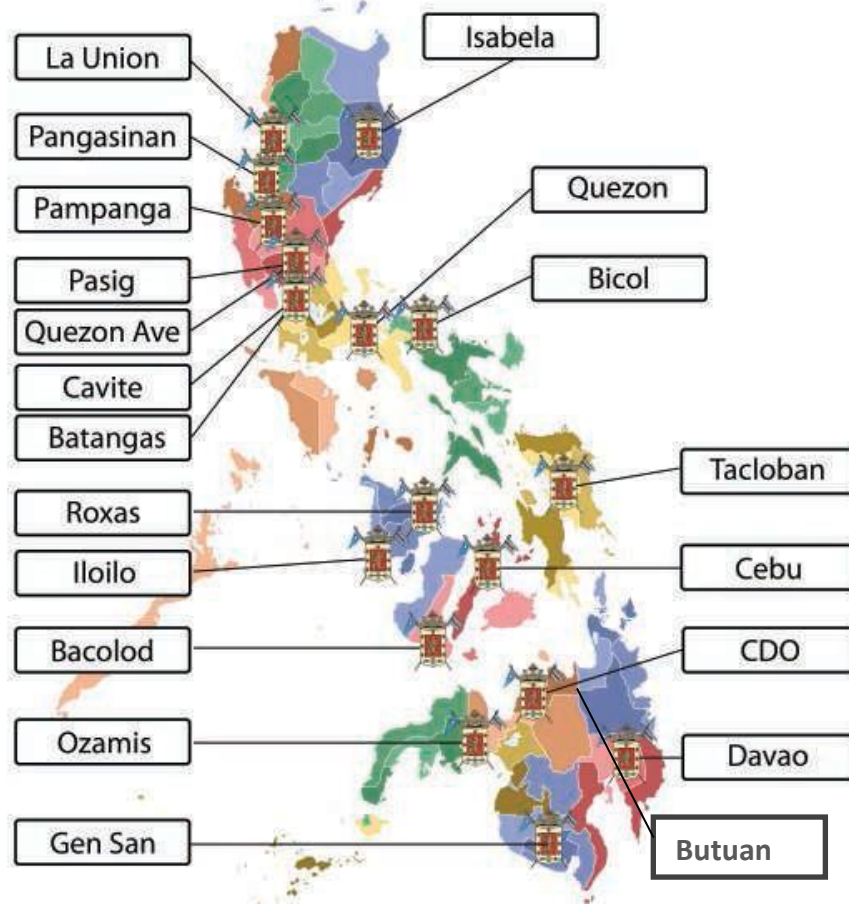 La Union
Isabela
Pangasinan
Quezon
Pampanga
Pasig
Bicol
Quezon Ave
Cavite
Batangas
Tacloban
Roxas
Iloilo
Cebu
Bacolod
CDO
Ozamis
Davao
Gen San
Butuan